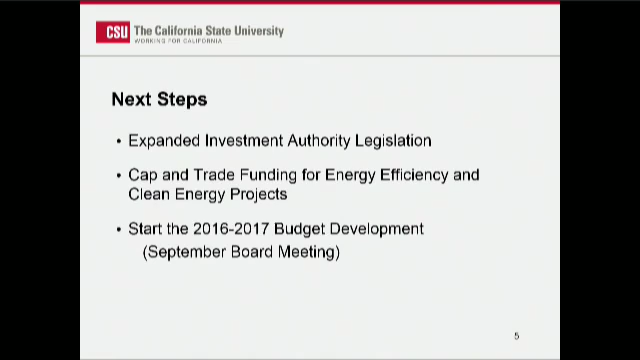 CSU The California State University
WORKING FOR CALIFORNIA
Next Steps
• Expanded Investment Authority Legislation
• Cap and Trade Funding for Energy Efficiency and
Clean Energy Projects
• Start the 2016-2017 Budget Development
(September Board Meeting)
5